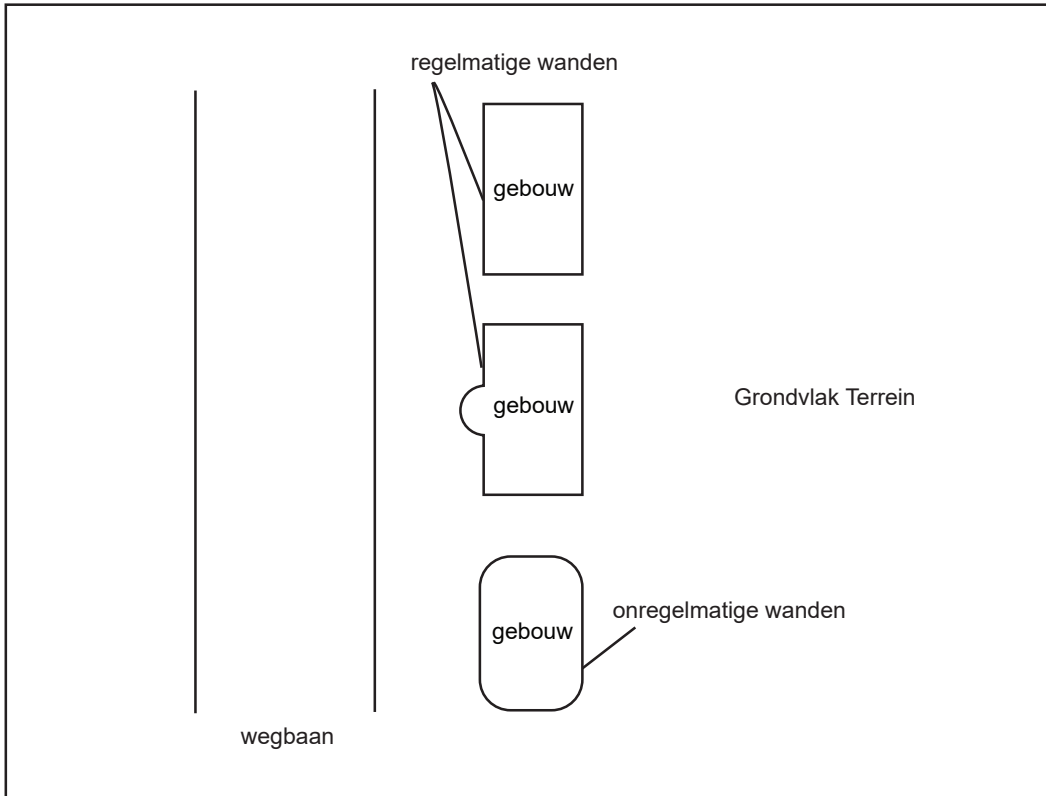 regelmatige wanden
gebouw
gebouw
Grondvlak Terrein
onregelmatige wanden
gebouw
wegbaan